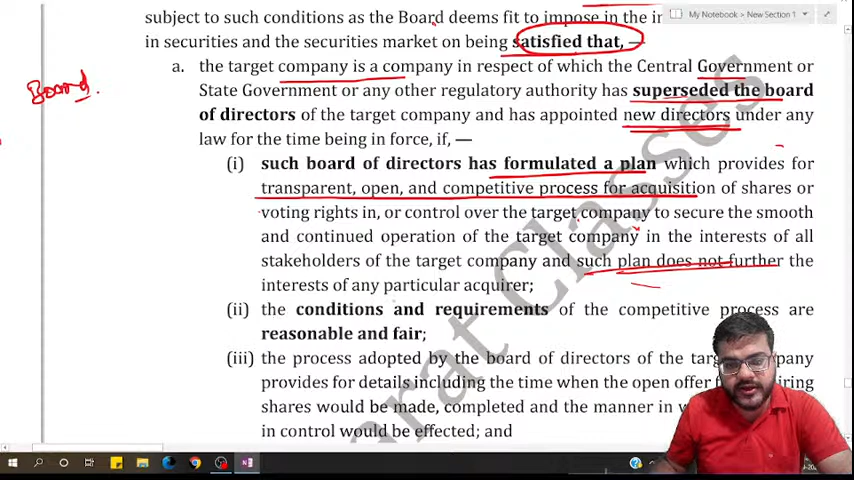 subject to such conditions as the Board deems fit to impose in the in
My Notebook > New Section 1
in securities and the securities market on being satisfied that, —
a. the target company is a company in respect of which the Central Government or
Board.
State Government or any other regulatory authority has superseded the board
of directors of the target company and has appointed new directors under any
law for the time being in force, if, —
(i) such board of directors has formulated a plan which provides for
transparent, open, and competitive process for acquisition of shares or
voting rights in, or control over the target company to secure the smooth
and continued operation of the target company in the interests of all
stakeholders of the target company and such plan does not further the
interests of any particular acquirer;
(ii) the conditions and requirements of the competitive process are
reasonable and fair;
(iii) the process adopted by the board of directors of the targ mpany
provides for details including the time when the open offer f iring
shares would be made, completed and the manner in
in control would be effected; and
arat Classes